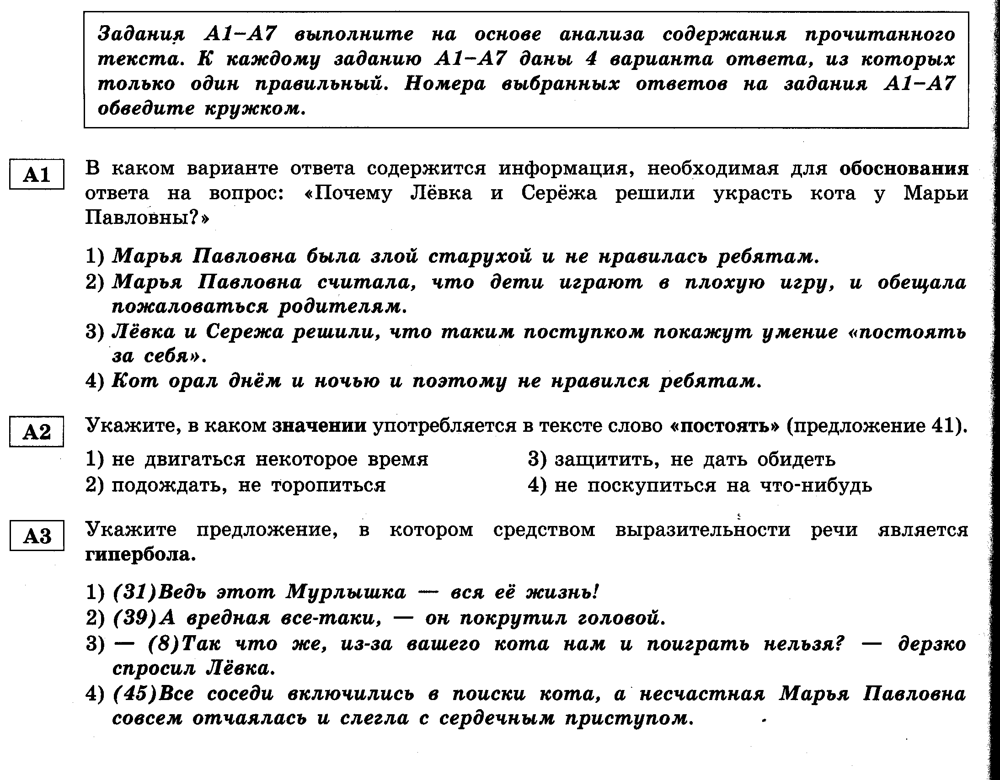 Задания А1–А7 выполните на основе анализа содержания прочитанного
текста. К каждому заданию А1–А7 даны 4 варианта ответа, из которых
только один правильный. Номера выбранных ответов на задания А1–А7
обведите кружком.
А1
В каком варианте ответа содержится информация, необходимая для обоснования
ответа на вопрос: «Почему Лёвка и Серёжа решили украсть кота у Марьи
Павловны?»
1) Марья Павловна была злой старухой и не нравилась ребятам.
2) Марья Павловна считала, что дети играют в плохую игру, и обещала
пожаловаться родителям.
3) Лёвка и Сережа решили, что таким поступком покажут умение «постоять
за себя».
4) Кот орал днём и ночью и поэтому не нравился ребятам.
А2
Укажите, в каком значении употребляется в тексте слово «постоять» (предложение 41).
1) не двигаться некоторое время
2) подождать, не торопиться
3) защитить, не дать обидеть
4) не поскупиться на что-нибудь
А3
Укажите предложение, в котором средством выразительности речи является
гипербола.
1) (31)Ведь этот Мурлышка — вся её жизнь!
2) (39)А вредная все-таки, — он покрутил головой.
3) — (8)Так что же, из-за вашего кота нам и поиграть нельзя? — дерзко
спросил Лёвка.
4) (45)Все соседи включились в поиски кота, а несчастная Марья Павловна
совсем отчаялась и слегла с сердечным приступом.